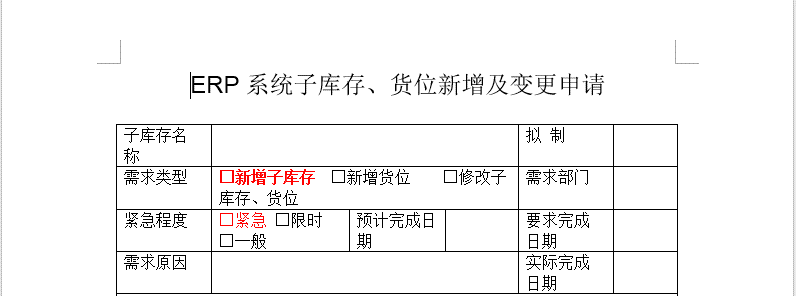 ERP 系统子库存、货位新增及变更申请
子库存名 拟 制
称
需求类型 □新增子库存 □新增货位 □修改子 需求部门
库存、货位
紧急程度 □紧急 □限时 预计完成日 要求完成
□一般 期 日期
需求原因 实际完成
日期